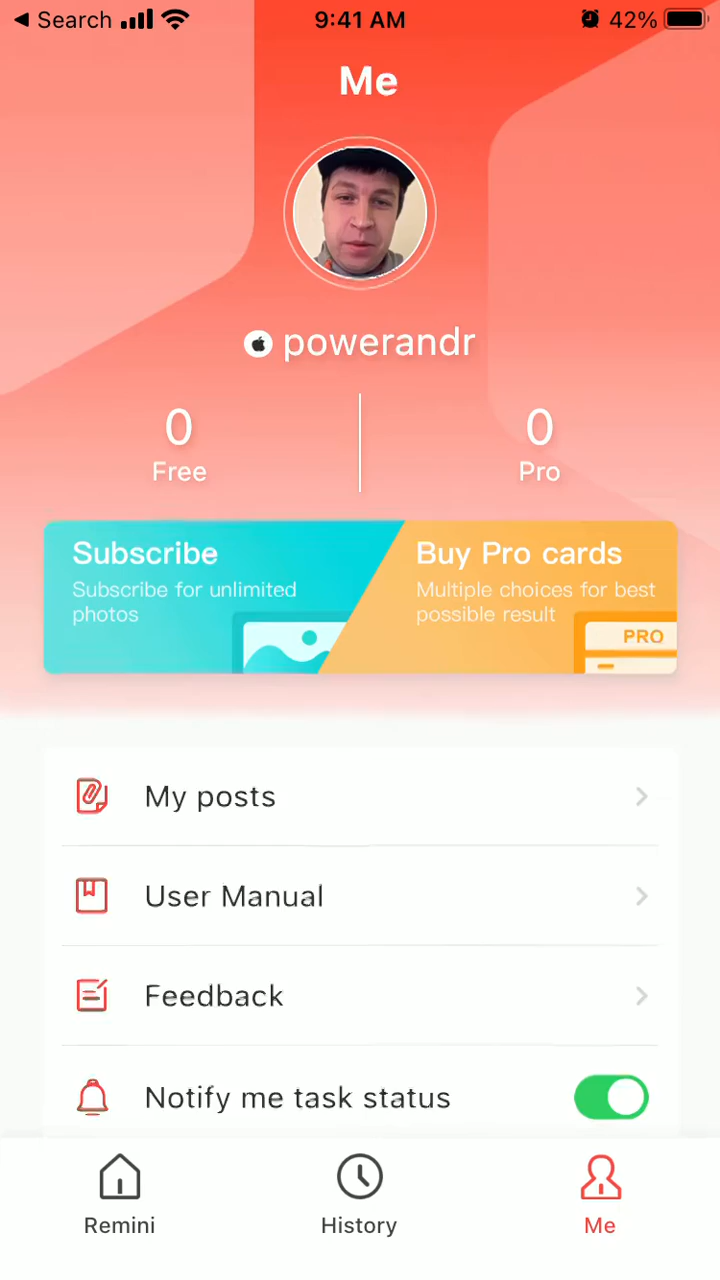 Search
9:41 AM
42%
Me
powerandr
0
Free
0
Pro
Subscribe
Subscribe for unlimited
photos
Buy Pro cards
Multiple choices for best
possible result
PRO
My posts
User Manual
Feedback
Notify me task status
Remini
History
Me